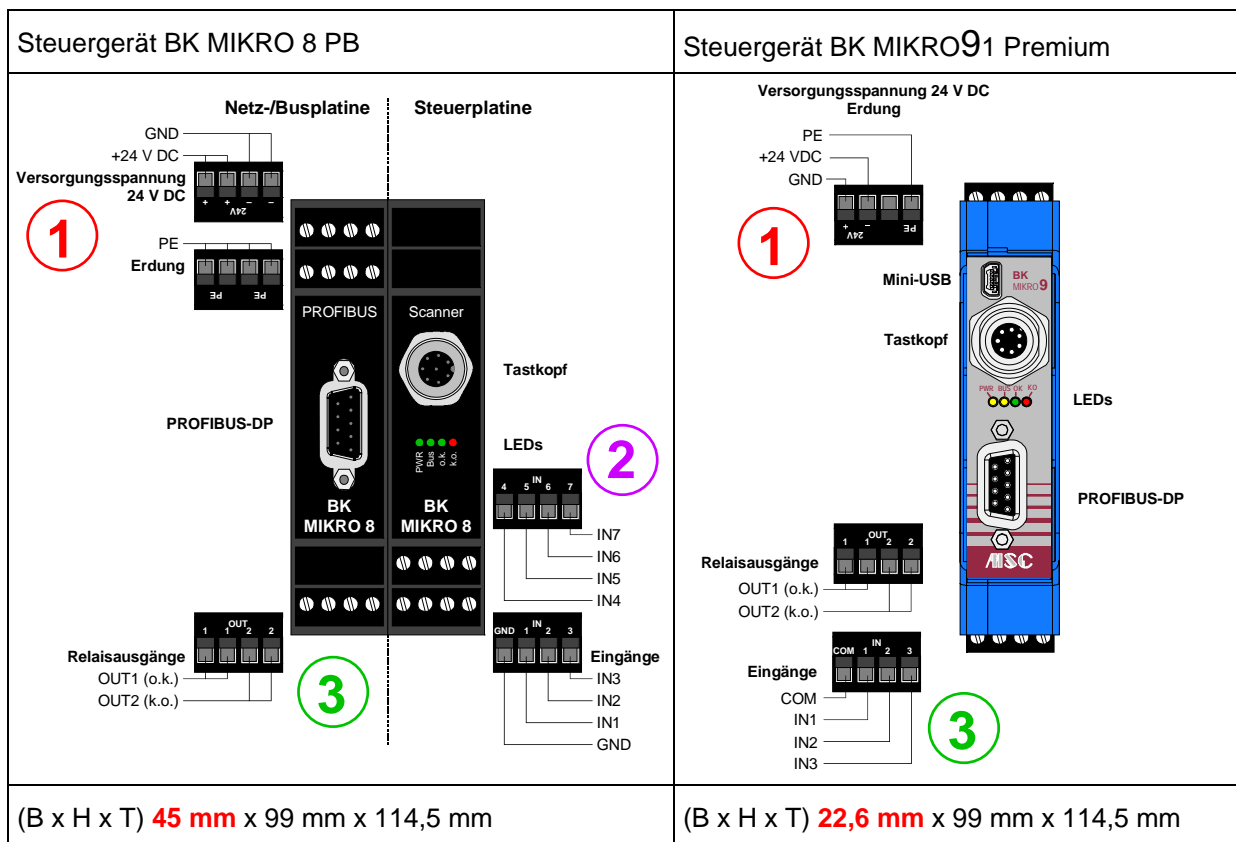 Steuergerät BK MIKRO 8 PB
Netz-/Busplatine
Steuerplatine
GND
+24 V DC
Versorgungsspannung
24 V DC
+ + - -
24V
1
PE
Erdung
PE PE
PROFIBUS
Scanner
Tastkopf
PROFIBUS-DP
LEDs
2
PWR
Bus
o.k.
k.o.
BK
MIKRO 8
BK
MIKRO 8
IN
4 5 6 7
IN7
IN6
IN5
IN4
OUT
1 1 2 2
Relaisausgänge
OUT1 (o.k.)
OUT2 (k.o.)
3
IN
GND 1 2 3
Eingänge
IN3
IN2
IN1
GND
(B x H x T) 45 mm x 99 mm x 114,5 mm
Steuergerät BK MIKRO91 Premium
Versorgungsspannung 24 V DC
Erdung
PE
+24 VDC
GND
+ -
24V
PE
1
Mini-USB
BK
MIKRO9
Tastkopf
PWR BUS OK KO
LEDs
PROFIBUS-DP
MSC
OUT
1 1 2 2
Relaisausgänge
OUT1 (o.k.)
OUT2 (k.o.)
IN
COM 1 2 3
Eingänge
COM
IN1
IN2
IN3
3
(B x H x T) 22,6 mm x 99 mm x 114,5 mm